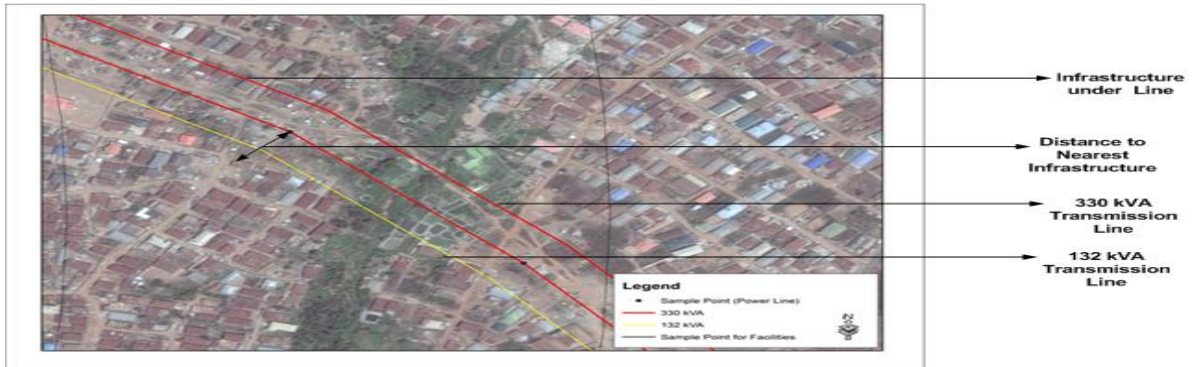 Infrastructure
under Line
Distance to
Nearest
Infrastructure
330 kVA
Transmission
Line
132 kVA
Transmission
Line
Legend
Sample Point (Power Line)
330 kVA
132 kVA
Sample Point for Facilities